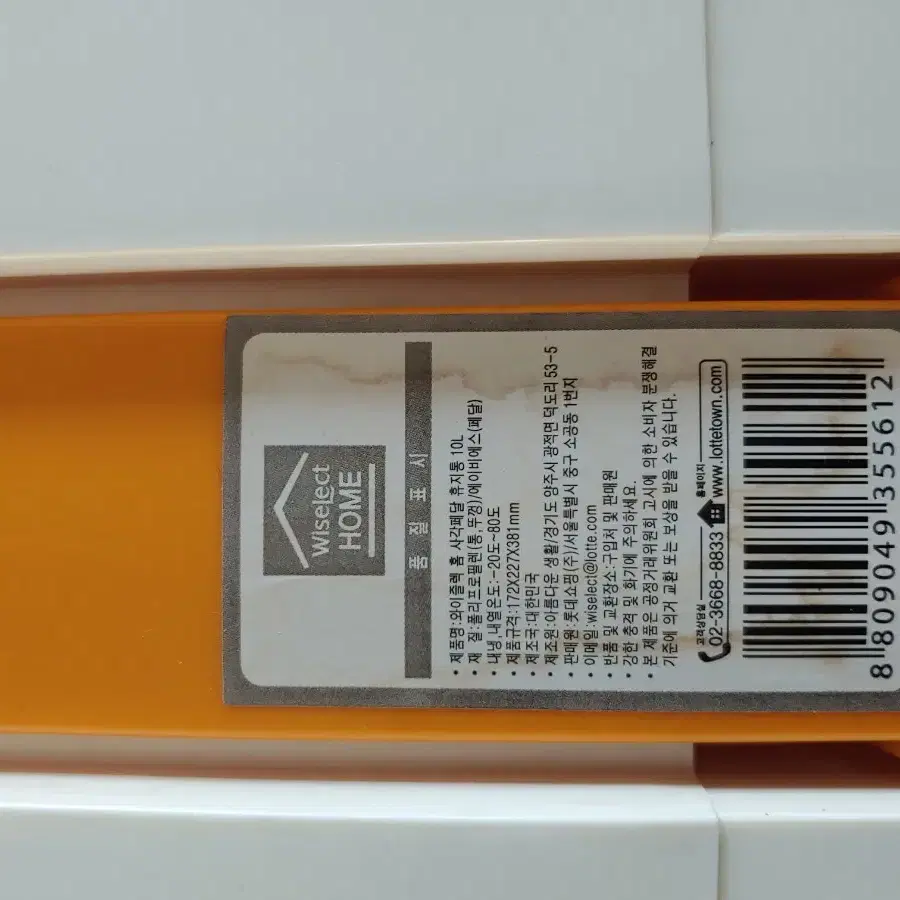 wiseLect
HOME
품 질 표 시
• 제품명:와이즐렉 홈 사각페달 휴지통 10L
• 재 질:폴리프로필렌(통,뚜껑)/에이비에스(페달)
• 내냉,내열온도:-20도~80도
• 제품규격:172X227X381mm
• 제조국:대한민국
• 제조원:아름다운 생활/경기도 양주시 광적면 덕도리 53-5
• 판매원:롯데쇼핑(주)/서울특별시 중구 소공동 1번지
• 이메일:wiselect@lotte.com
• 반품 및 교환장소:구입처 및 판매원
• 강한 충격 및 화기에 주의하세요.
• 본 제품은 공정거래위원회 고시에 의한 소비자 분쟁해결
기준에 의거 교환 또는 보상을 받을 수 있습니다.
고객상담실 02-3668-8833 홈페이지 www.lottetown.com
8809049355612